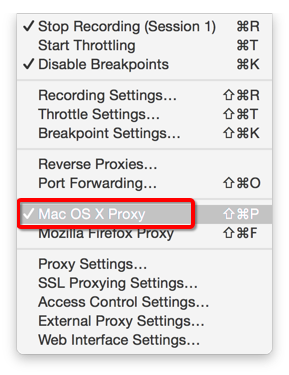 ✓ Stop Recording (Session 1) ⌘R
Start Throttling ⌘T
✓ Disable Breakpoints ⌘K
Recording Settings… ⇧⌘R
Throttle Settings… ⇧⌘T
Breakpoint Settings… ⇧⌘K
Reverse Proxies…
Port Forwarding… ⇧⌘O
✓ Mac OS X Proxy ⇧⌘P
Mozilla Firefox Proxy ⇧⌘F
Proxy Settings…
SSL Proxying Settings…
Access Control Settings…
External Proxy Settings…
Web Interface Settings…